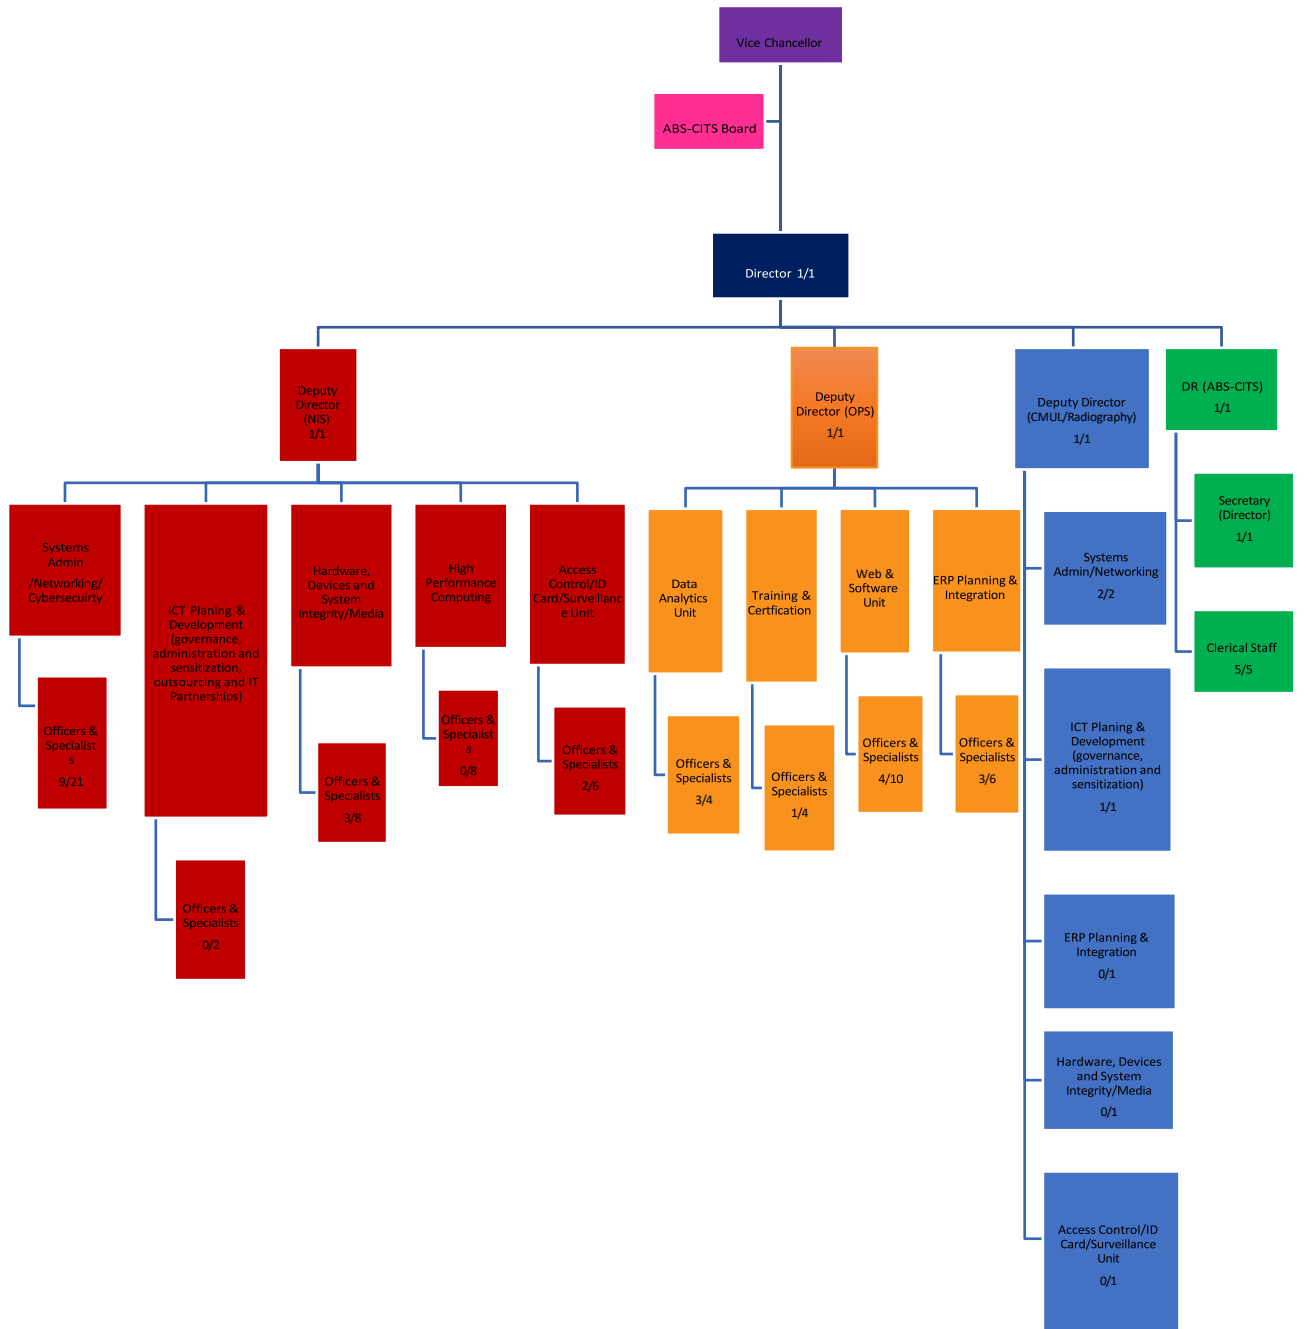 Vice Chancellor
ABS-CITS Board
Director 1/1
Deputy
Director
(NIS)
1/1
Deputy
Director (OPS)
1/1
Deputy Director
(CMUL/Radiography)
1/1
DR (ABS-CITS)
1/1
Systems
Admin
/Networking/
Cybersecuirty
ICT Planing &
Development
(governance,
administration and
sensitization,
outsourcing and IT
Partnerships)
Hardware,
Devices and
System
Integrity/Media
High
Performance
Computing
Access
Control/ID
Card/Surveillanc
e Unit
Data
Analytics
Unit
Training &
Certfication
Web &
Software
Unit
ERP Planning &
Integration
Systems
Admin/Networking
2/2
Secretary
(Director)
1/1
Clerical Staff
5/5
Officers &
Specialist
s
9/21
Officers &
Specialists
0/2
Officers &
Specialists
3/8
Officers &
Specialist
s
0/8
Officers &
Specialists
2/6
Officers &
Specialists
3/4
Officers &
Specialists
1/4
Officers &
Specialists
4/10
Officers &
Specialists
3/6
ICT Planing &
Development
(governance,
administration and
sensitization)
1/1
ERP Planning &
Integration
0/1
Hardware, Devices
and System
Integrity/Media
0/1
Access Control/ID
Card/Surveillance
Unit
0/1